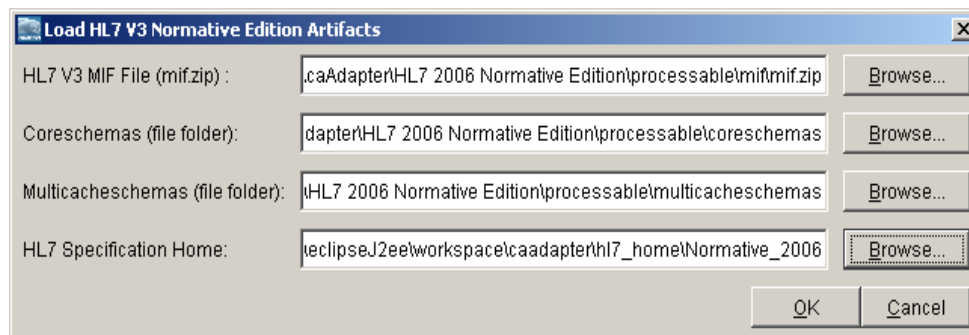 Load HL7 V3 Normative Edition Artifacts
HL7 V3 MIF File (mif.zip) : .caAdapter\HL7 2006 Normative Edition\processable\mif\mif.zip Browse...
Coreschemas (file folder): dapter\HL7 2006 Normative Edition\processable\coreschemas Browse...
Multicacheschemas (file folder): \HL7 2006 Normative Edition\processable\multicacheschemas Browse...
HL7 Specification Home: \eclipseJ2ee\workspace\caadapter\hl7_home\Normative_2006 Browse...
OK Cancel